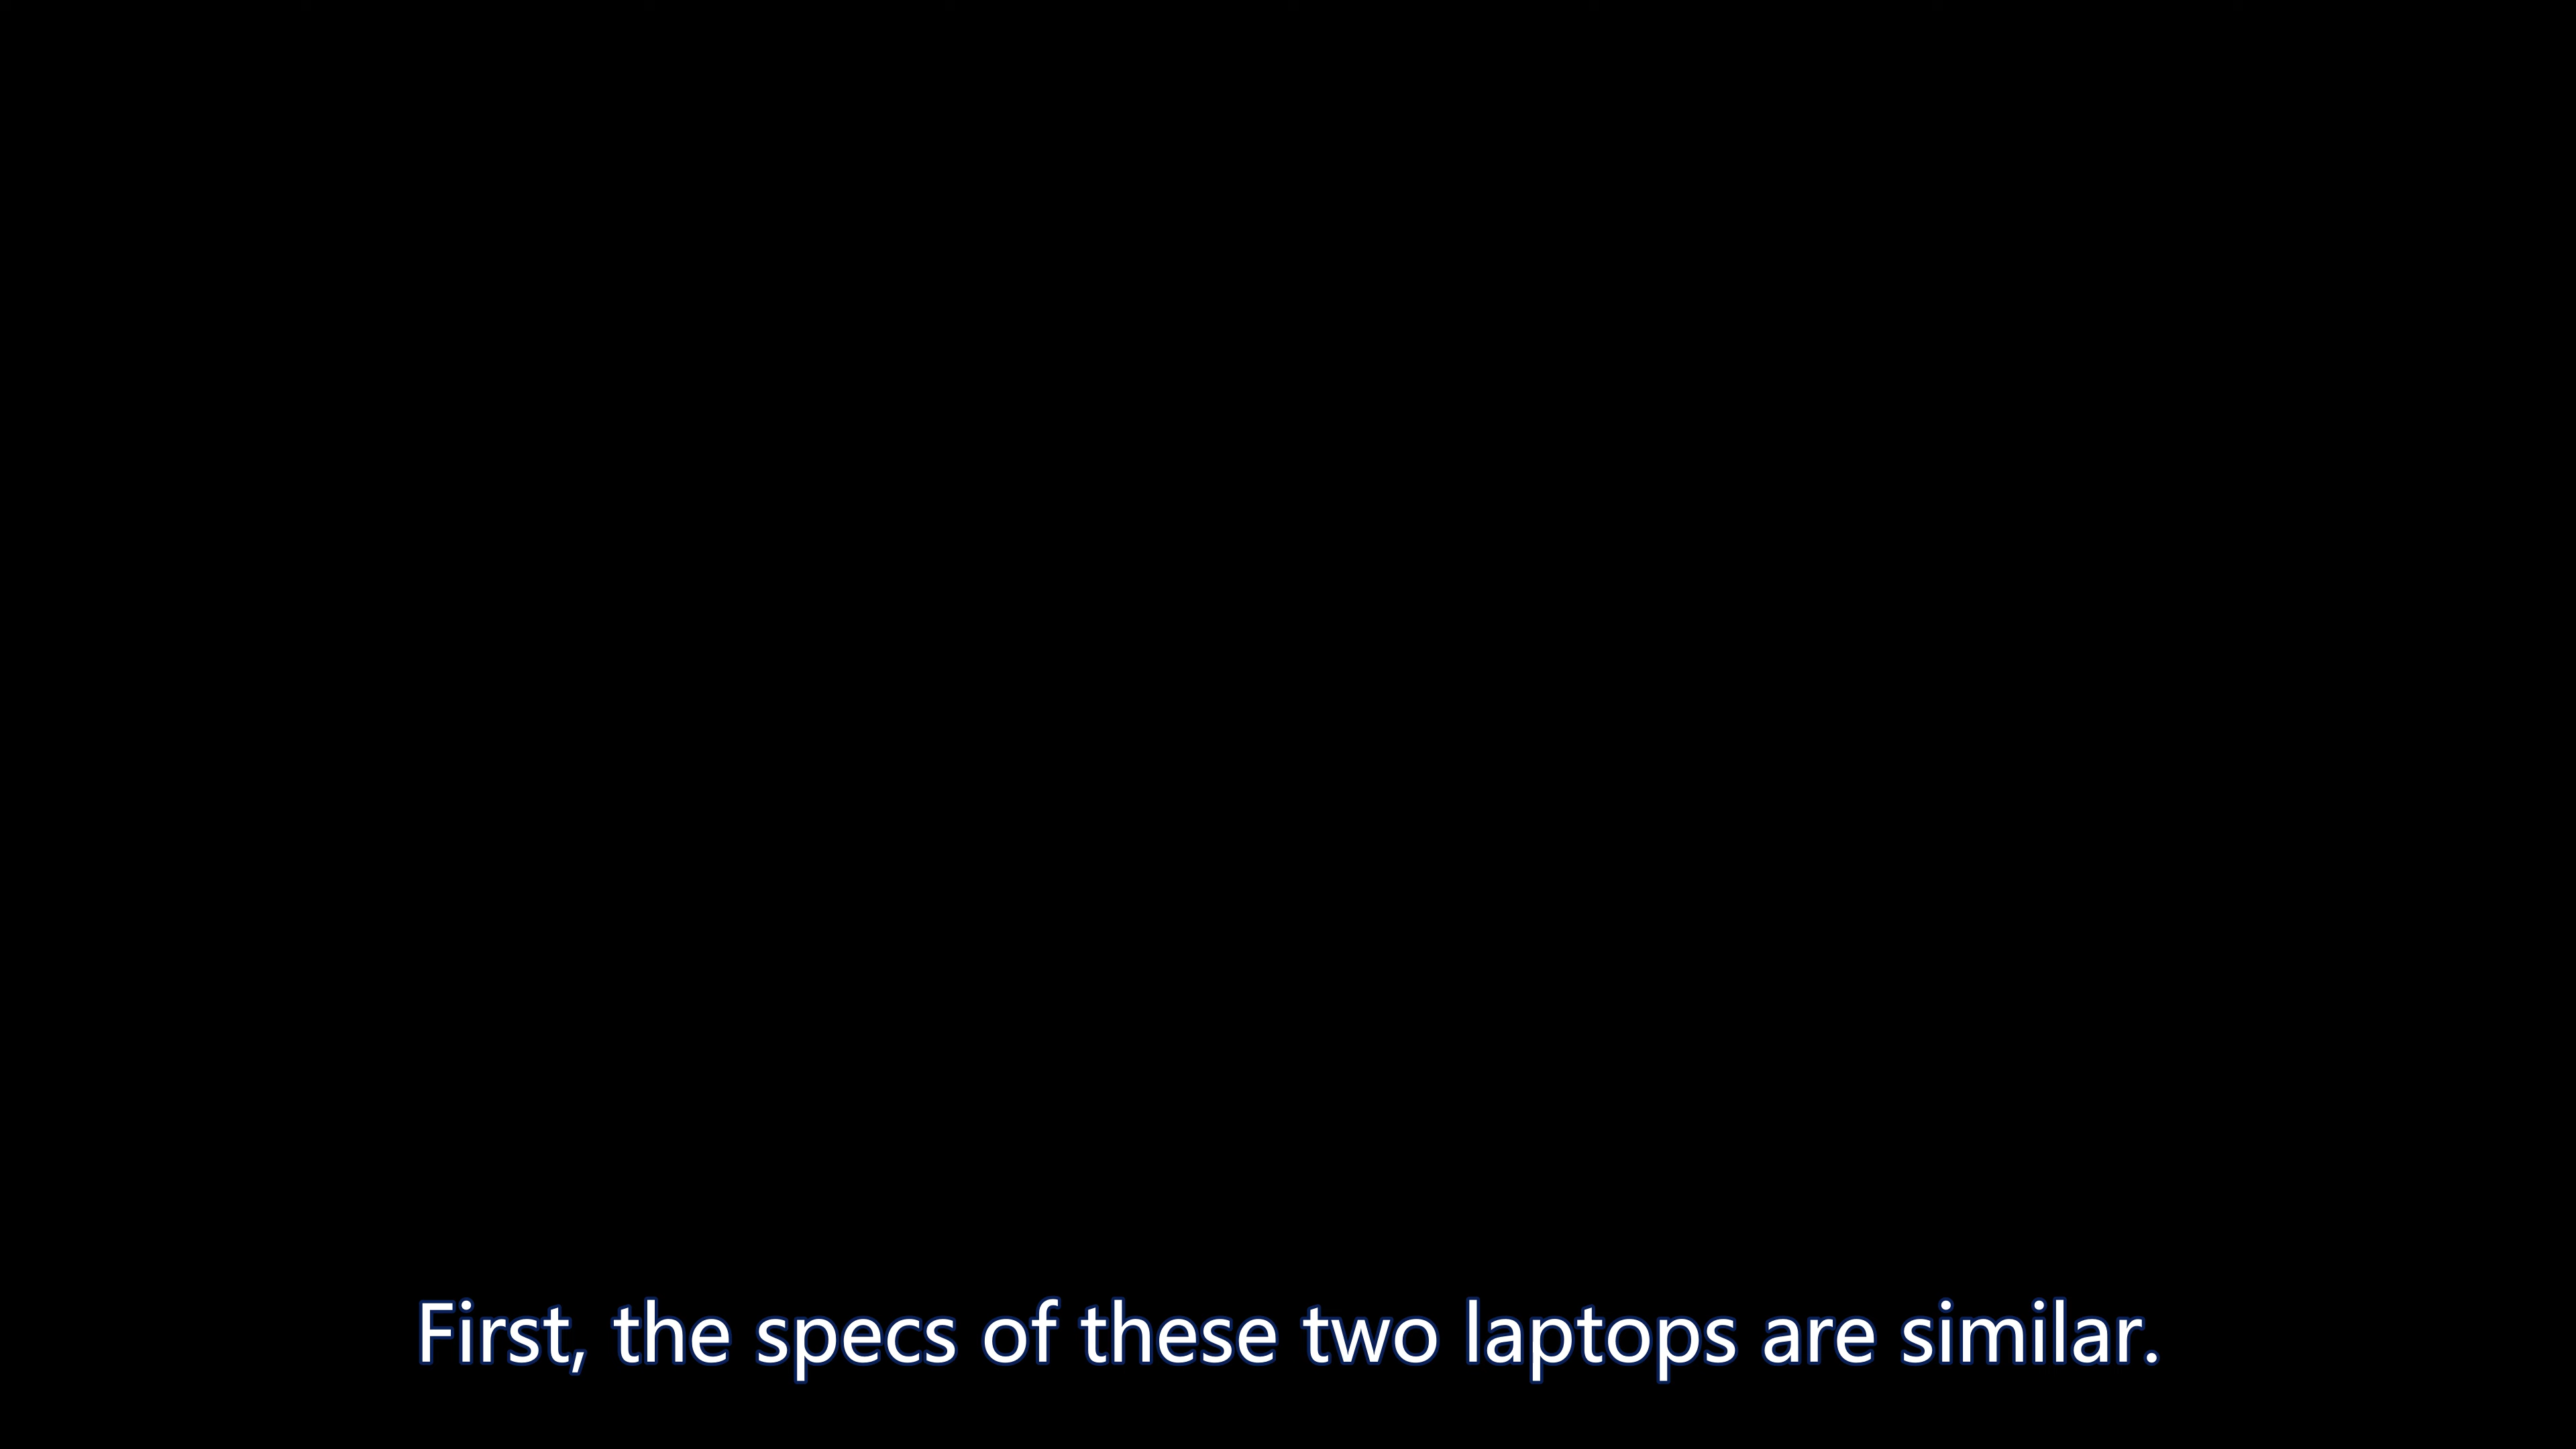 First, the specs of these two laptops are similar.